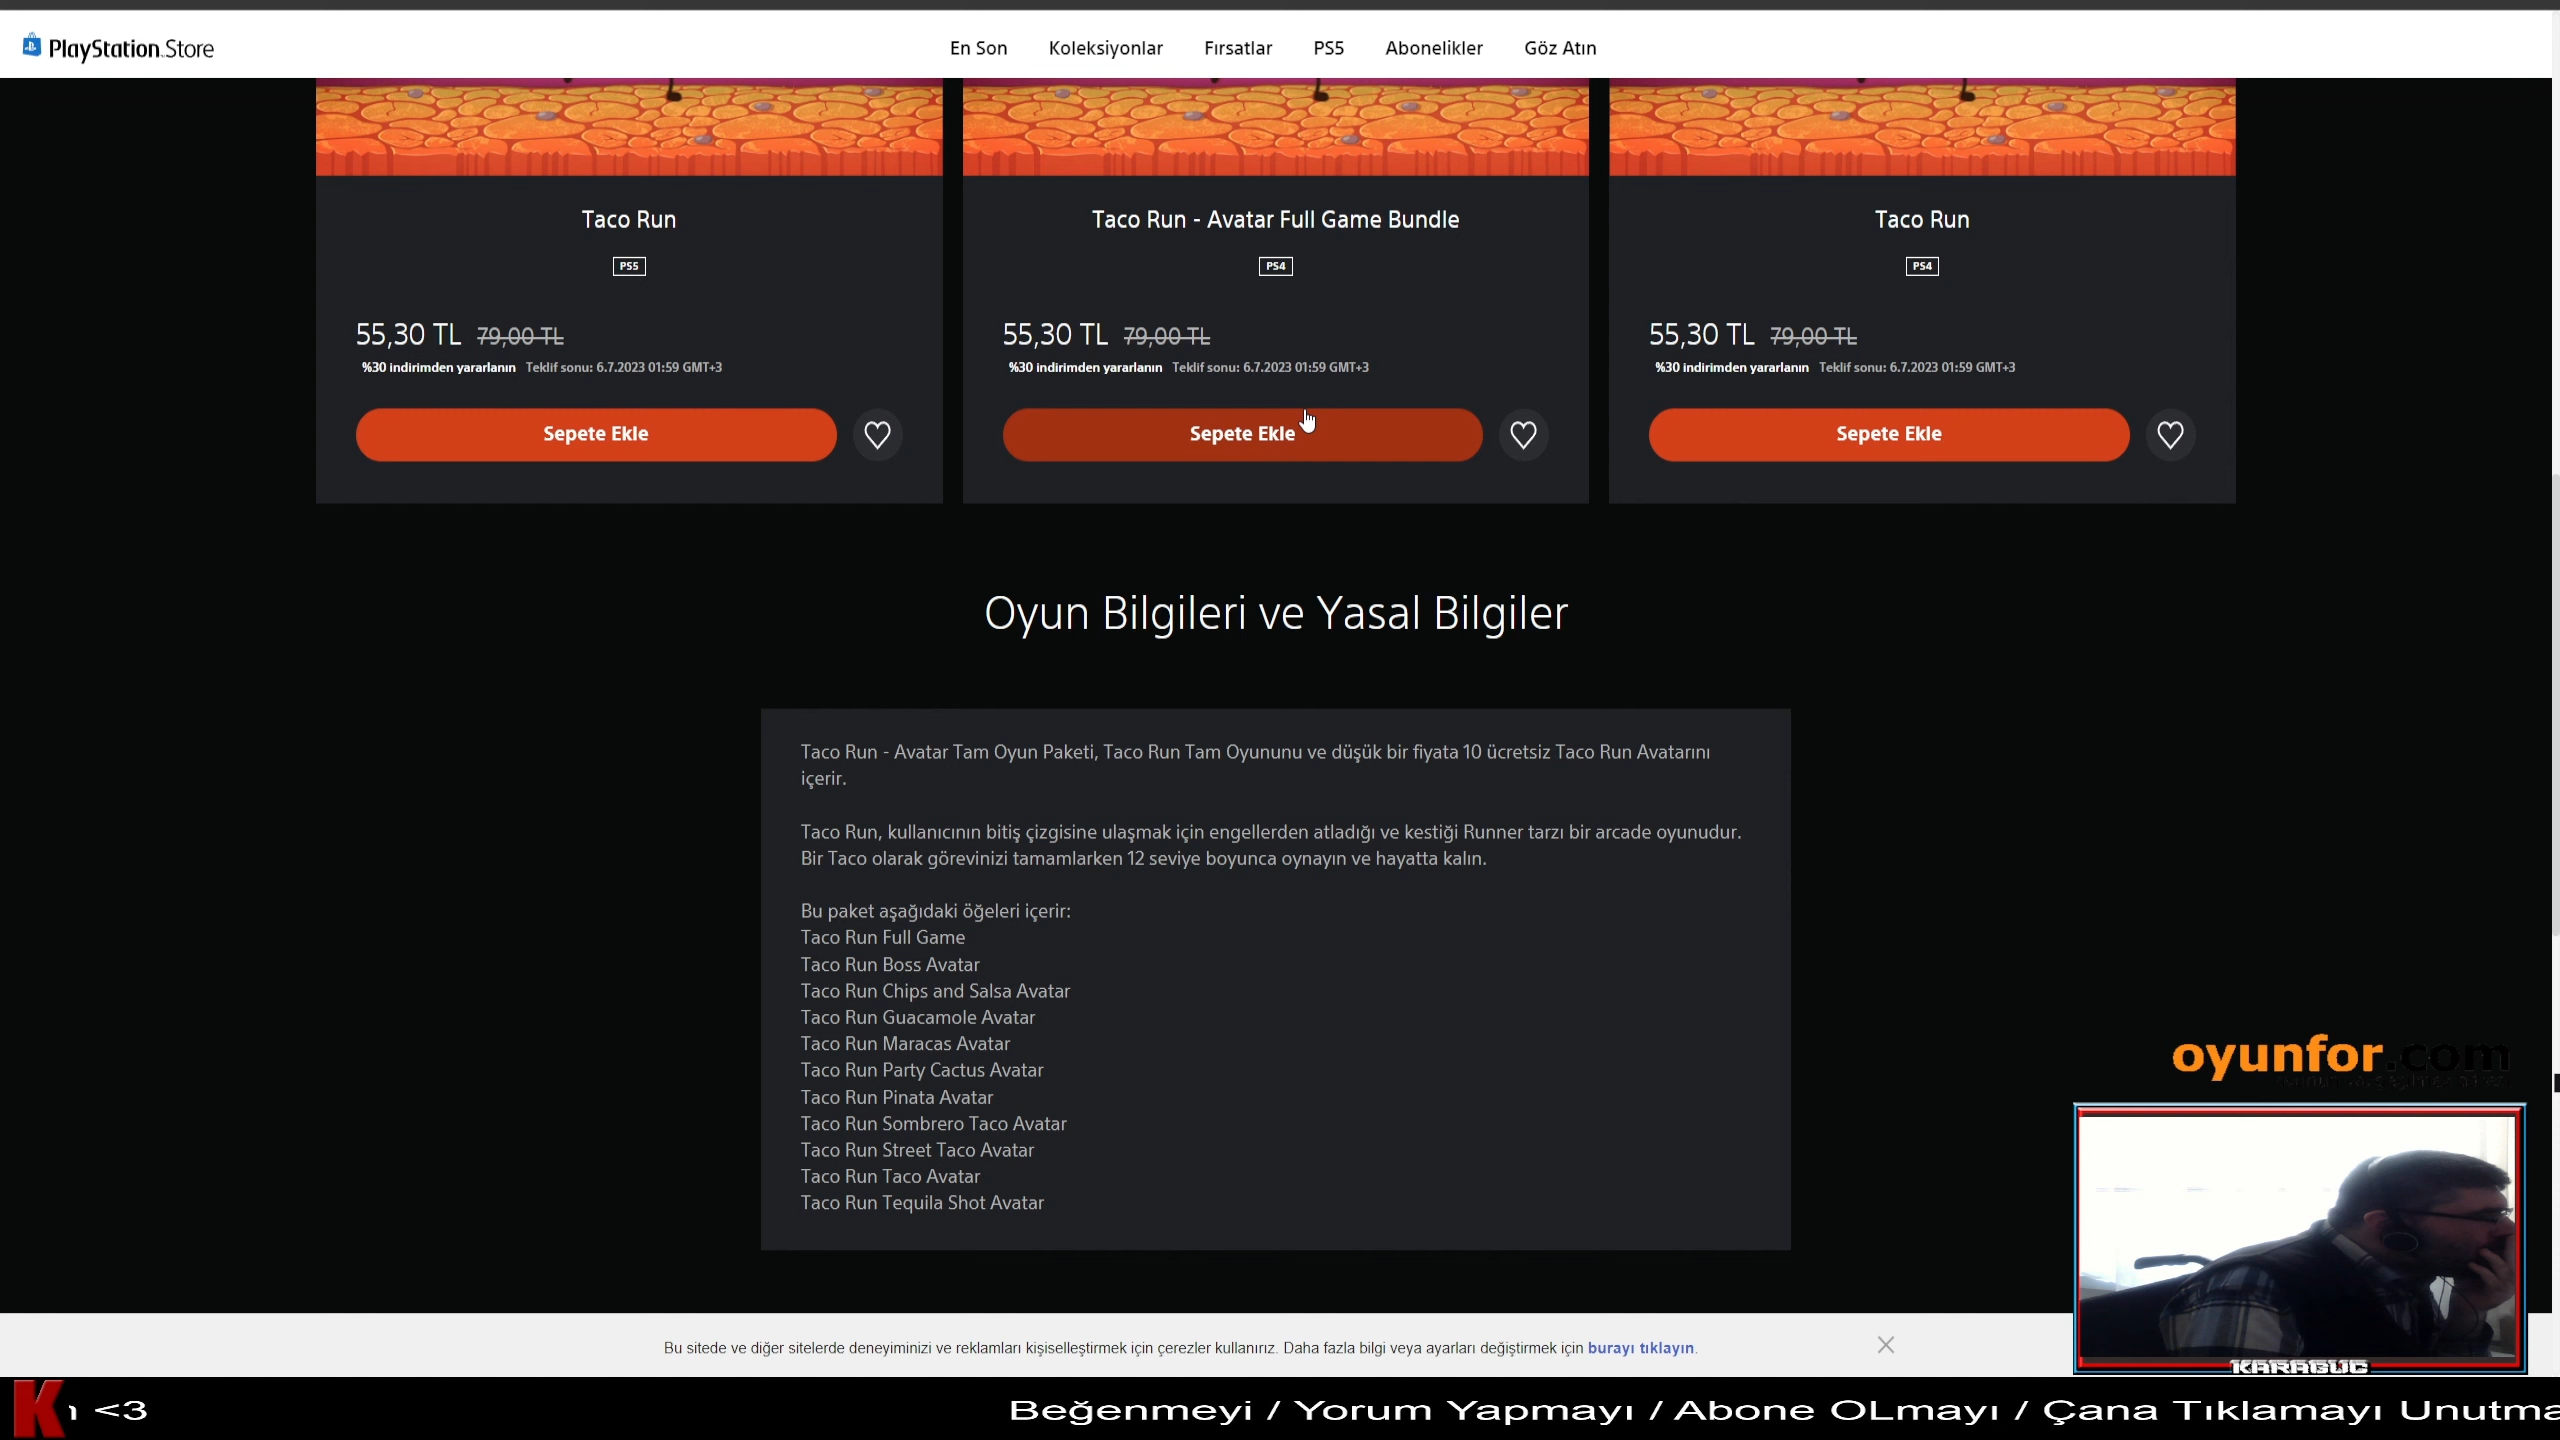 PlayStation Store
En Son Koleksiyonlar Fırsatlar PS5 Abonelikler Göz Atın
Taco Run
PS5
55,30 TL 79,00 TL
%30 indirimden yararlanın Teklif sonu: 6.7.2023 01:59 GMT+3
Sepete Ekle
Taco Run - Avatar Full Game Bundle
PS4
55,30 TL 79,00 TL
%30 indirimden yararlanın Teklif sonu: 6.7.2023 01:59 GMT+3
Sepete Ekle
Taco Run
PS4
55,30 TL 79,00 TL
%30 indirimden yararlanın Teklif sonu: 6.7.2023 01:59 GMT+3
Sepete Ekle
Oyun Bilgileri ve Yasal Bilgiler
Taco Run - Avatar Tam Oyun Paketi, Taco Run Tam Oyununu ve düşük bir fiyata 10 ücretsiz Taco Run Avatarını
içerir.
Taco Run, kullanıcının bitiş çizgisine ulaşmak için engellerden atladığı ve kestiği Runner tarzı bir arcade oyunudur.
Bir Taco olarak görevinizi tamamlarken 12 seviye boyunca oynayın ve hayatta kalın.
Bu paket aşağıdaki öğeleri içerir:
Taco Run Full Game
Taco Run Boss Avatar
Taco Run Chips and Salsa Avatar
Taco Run Guacamole Avatar
Taco Run Maracas Avatar
Taco Run Party Cactus Avatar
Taco Run Pinata Avatar
Taco Run Sombrero Taco Avatar
Taco Run Street Taco Avatar
Taco Run Taco Avatar
Taco Run Tequila Shot Avatar
oyunfor.com
KARAGUC
Bu sitede ve diğer sitelerde deneyiminizi ve reklamları kişiselleştirmek için çerezler kullanırız. Daha fazla bilgi veya ayarları değiştirmek için burayı tıklayın.
K <3 Beğenmeyi / Yorum Yapmayı / Abone OLmayı / Çana Tıklamayı Unutma